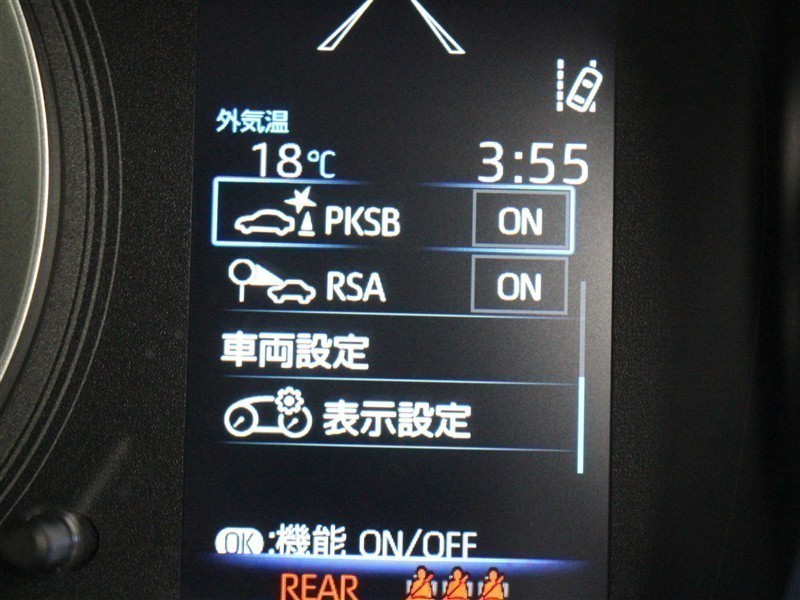 外気温
18℃ 3:55
PKSB ON
RSA ON
車両設定
表示設定
OK:機能 ON/OFF
REAR